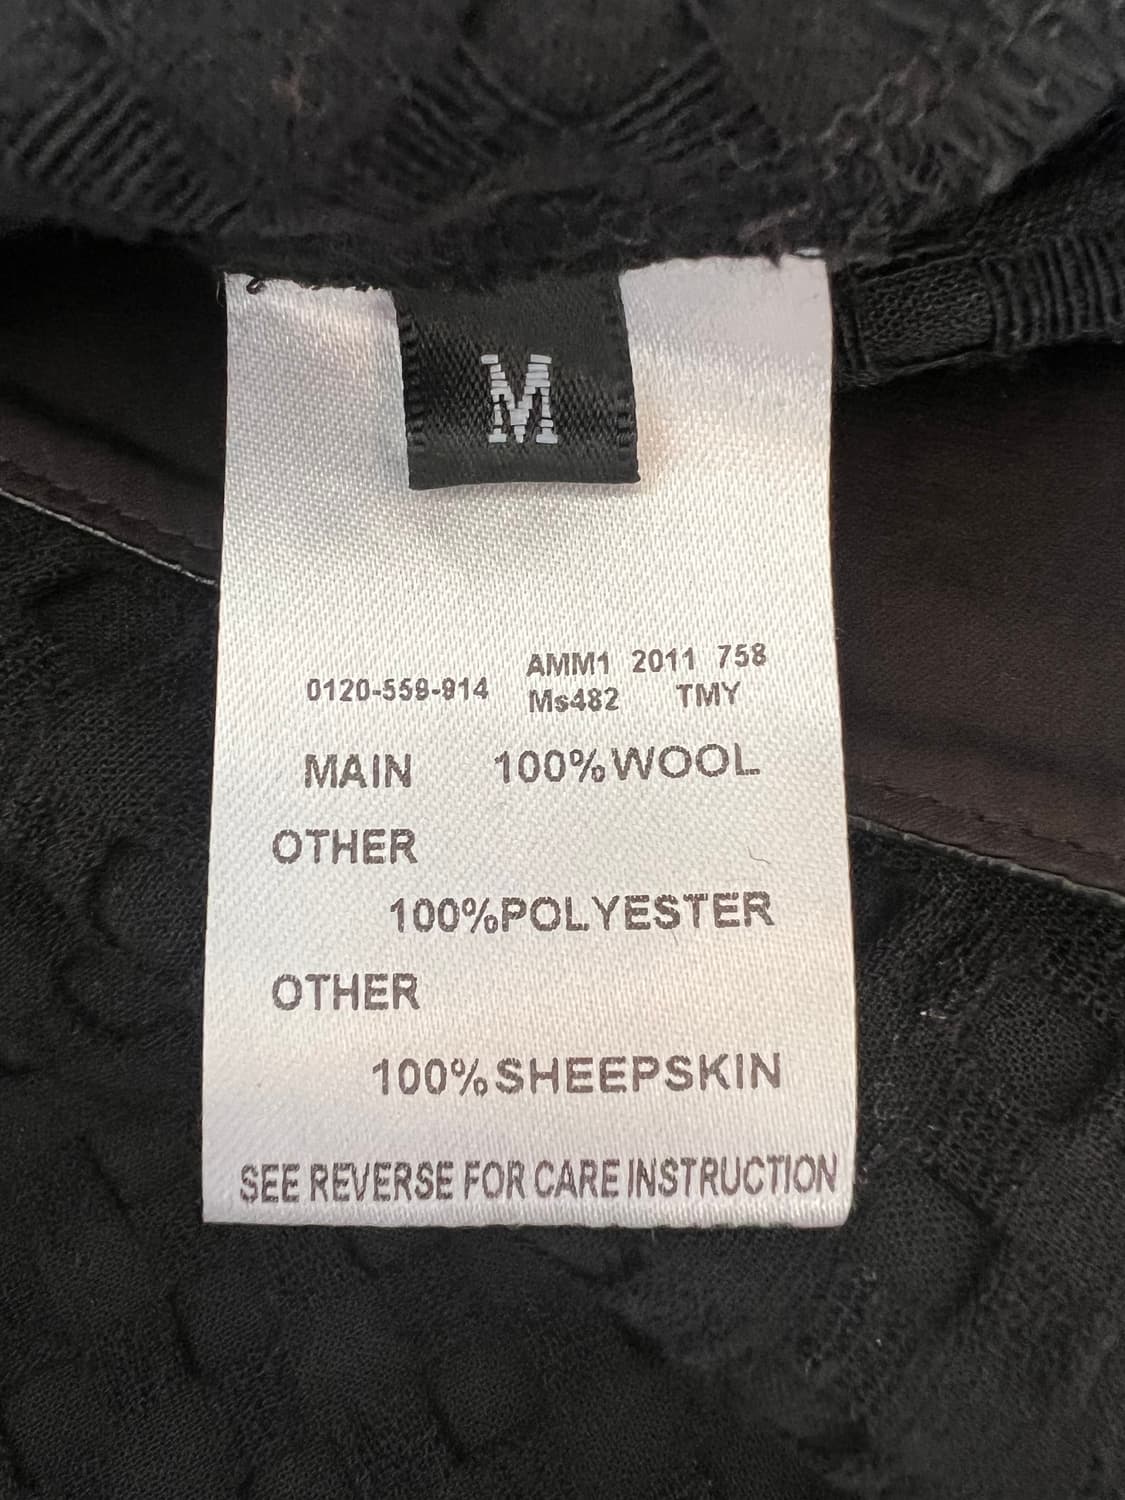 M
AMM1 2011 758
0120-559-914 Ms482 TMY
MAIN 100%WOOL
OTHER
100%POLYESTER
OTHER
100%SHEEPSKIN
SEE REVERSE FOR CARE INSTRUCTION